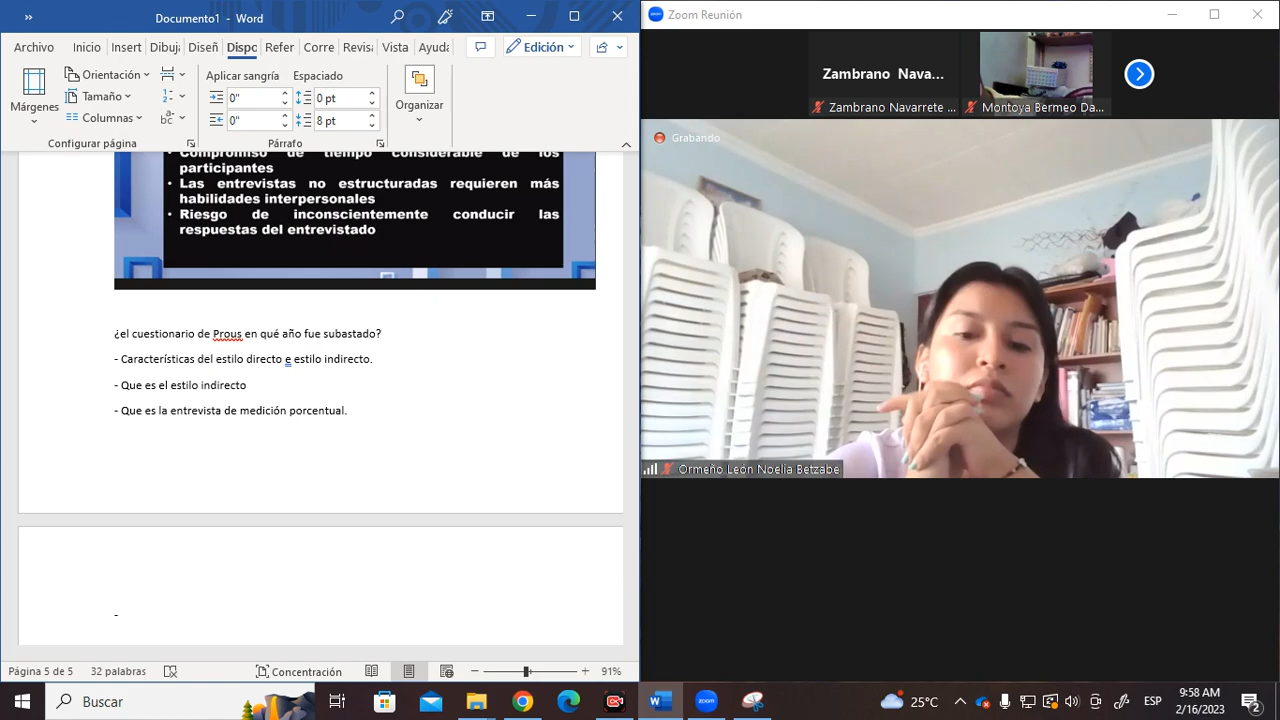 Documento1 - Word
Archivo Inicio Insert Dibuj Diseñ Dispo Refer Corre Revis Vista Ayuda
Edición
Márgenes
Orientación
Tamaño
Columnas
Configurar página
Aplicar sangría Espaciado
0" 0 pt
0" 8 pt
Párrafo
Organizar
Compromiso de tiempo considerable de los
participantes
• Las entrevistas no estructuradas requieren más
habilidades interpersonales
• Riesgo de inconscientemente conducir las
respuestas del entrevistado
¿el cuestionario de Prous en qué año fue subastado?
- Características del estilo directo e estilo indirecto.
- Que es el estilo indirecto
- Que es la entrevista de medición porcentual.
-
Página 5 de 5 32 palabras Concentración 91%
Zoom Reunión
Zambrano Nava...
Zambrano Navarrete ...
Montoya Bermeo Da...
Grabando
Ormeño León Noelia Betzabe
Buscar
25°C
ESP
9:58 AM
2/16/2023
2